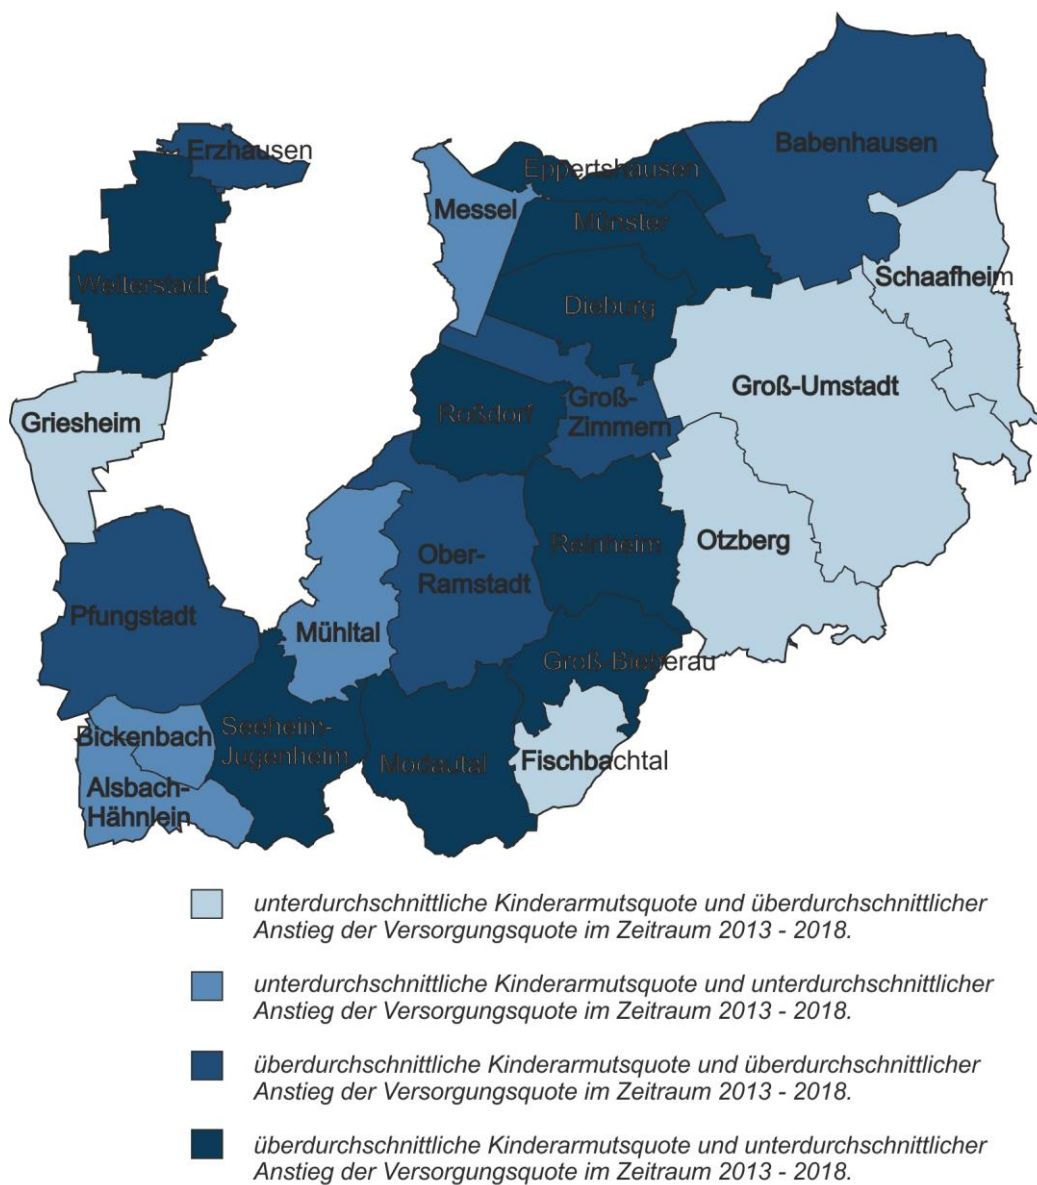 Babenhausen
Erzhausen
Eppertshausen
Messel
Münster
Schaafheim
Weiterstadt
Dieburg
Groß-Umstadt
Groß-
Zimmern
Griesheim
Roßdorf
Otzberg
Reinheim
Ober-
Ramstadt
Pfungstadt
Mühltal
Groß-Bieberau
Seeheim-
Jugenheim
Bickenbach
Modautal
Fischbachtal
Alsbach-
Hähnlein
unterdurchschnittliche Kinderarmutsquote und überdurchschnittlicher
Anstieg der Versorgungsquote im Zeitraum 2013 - 2018.
unterdurchschnittliche Kinderarmutsquote und unterdurchschnittlicher
Anstieg der Versorgungsquote im Zeitraum 2013 - 2018.
überdurchschnittliche Kinderarmutsquote und überdurchschnittlicher
Anstieg der Versorgungsquote im Zeitraum 2013 - 2018.
überdurchschnittliche Kinderarmutsquote und unterdurchschnittlicher
Anstieg der Versorgungsquote im Zeitraum 2013 - 2018.